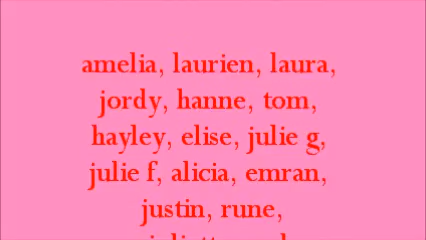 amelia, laurien, laura,
jordy, hanne, tom,
hayley, elise, julie g,
julie f, alicia, emran,
justin, rune,